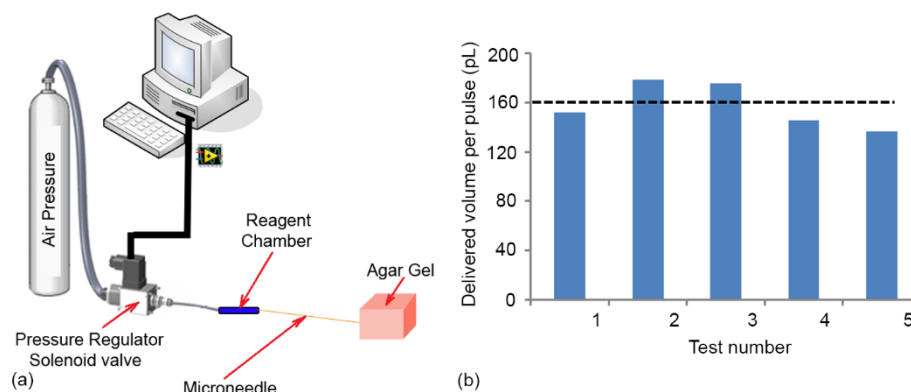 Air Pressure
Reagent
Chamber
Agar Gel
Pressure Regulator
Solenoid valve
Microneedle
(a)
Delivered volume per pulse (pL)
200
160
120
80
40
0
1 2 3 4 5
Test number
(b)